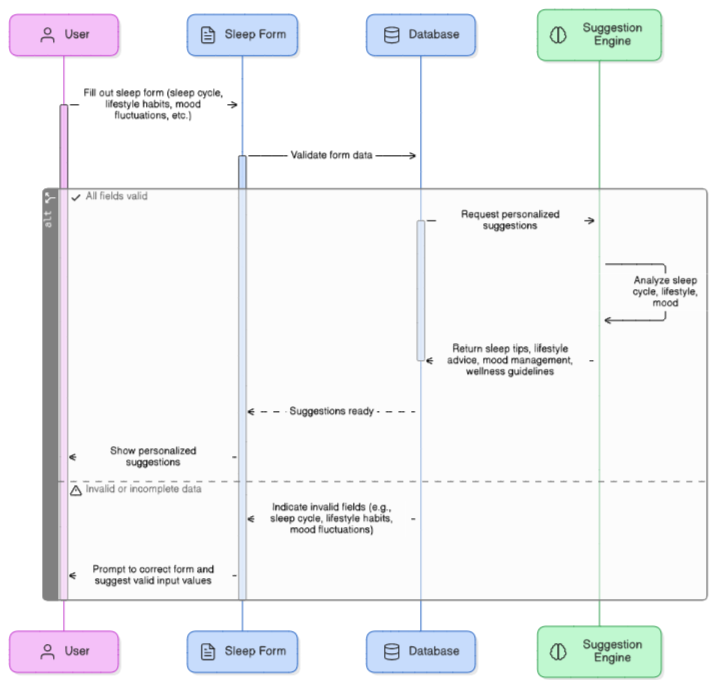 User
Sleep Form
Database
Suggestion
Engine
Fill out sleep form (sleep cycle,
lifestyle habits, mood
fluctuations, etc.)
Validate form data
alt
All fields valid
Request personalized
suggestions
Analyze sleep
cycle, lifestyle,
mood
Return sleep tips, lifestyle
advice, mood management,
wellness guidelines
Suggestions ready
Show personalized
suggestions
Invalid or incomplete data
Indicate invalid fields (e.g.,
sleep cycle, lifestyle habits,
mood fluctuations)
Prompt to correct form and
suggest valid input values
User
Sleep Form
Database
Suggestion
Engine